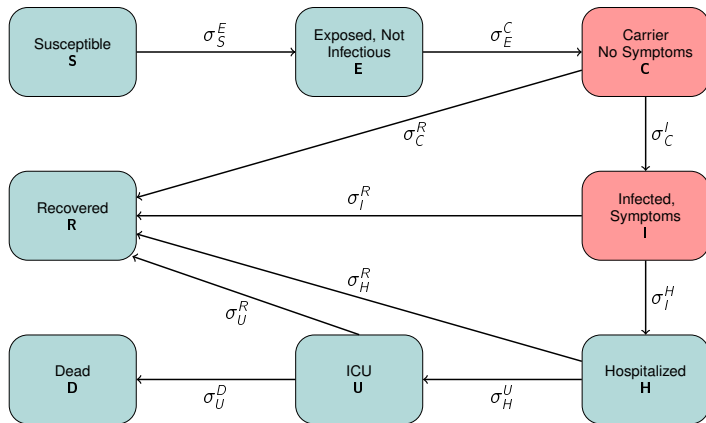 Susceptible
S
σ_S^E
Exposed, Not
Infectious
E
σ_E^C
Carrier
No Symptoms
C
σ_C^R
σ_C^I
Recovered
R
σ_I^R
Infected,
Symptoms
I
σ_H^R
σ_U^R
σ_I^H
Dead
D
σ_U^D
ICU
U
σ_H^U
Hospitalized
H